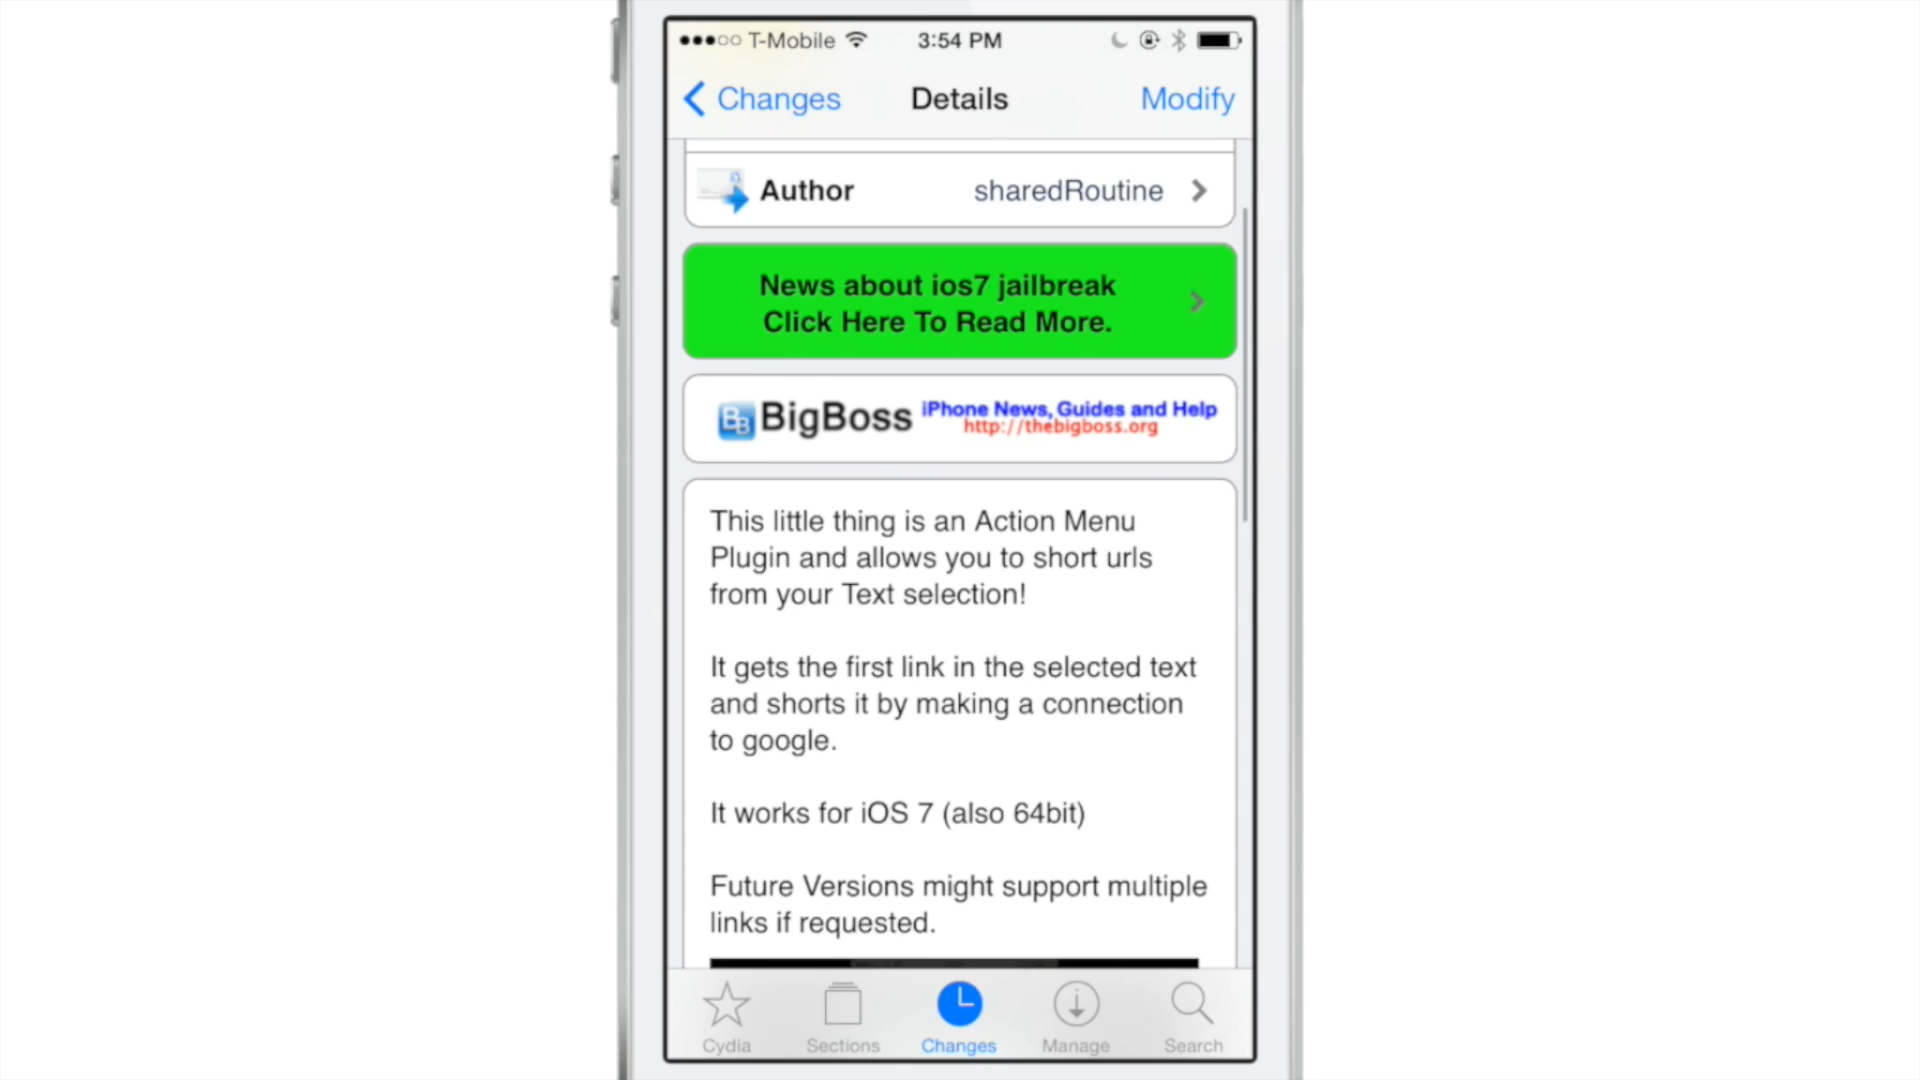 T-Mobile 3:54 PM
Changes Details Modify
Author sharedRoutine
News about ios7 jailbreak
Click Here To Read More.
BB BigBoss iPhone News, Guides and Help
http://thebigboss.org
This little thing is an Action Menu
Plugin and allows you to short urls
from your Text selection!
It gets the first link in the selected text
and shorts it by making a connection
to google.
It works for iOS 7 (also 64bit)
Future Versions might support multiple
links if requested.
Cydia Sections Changes Manage Search